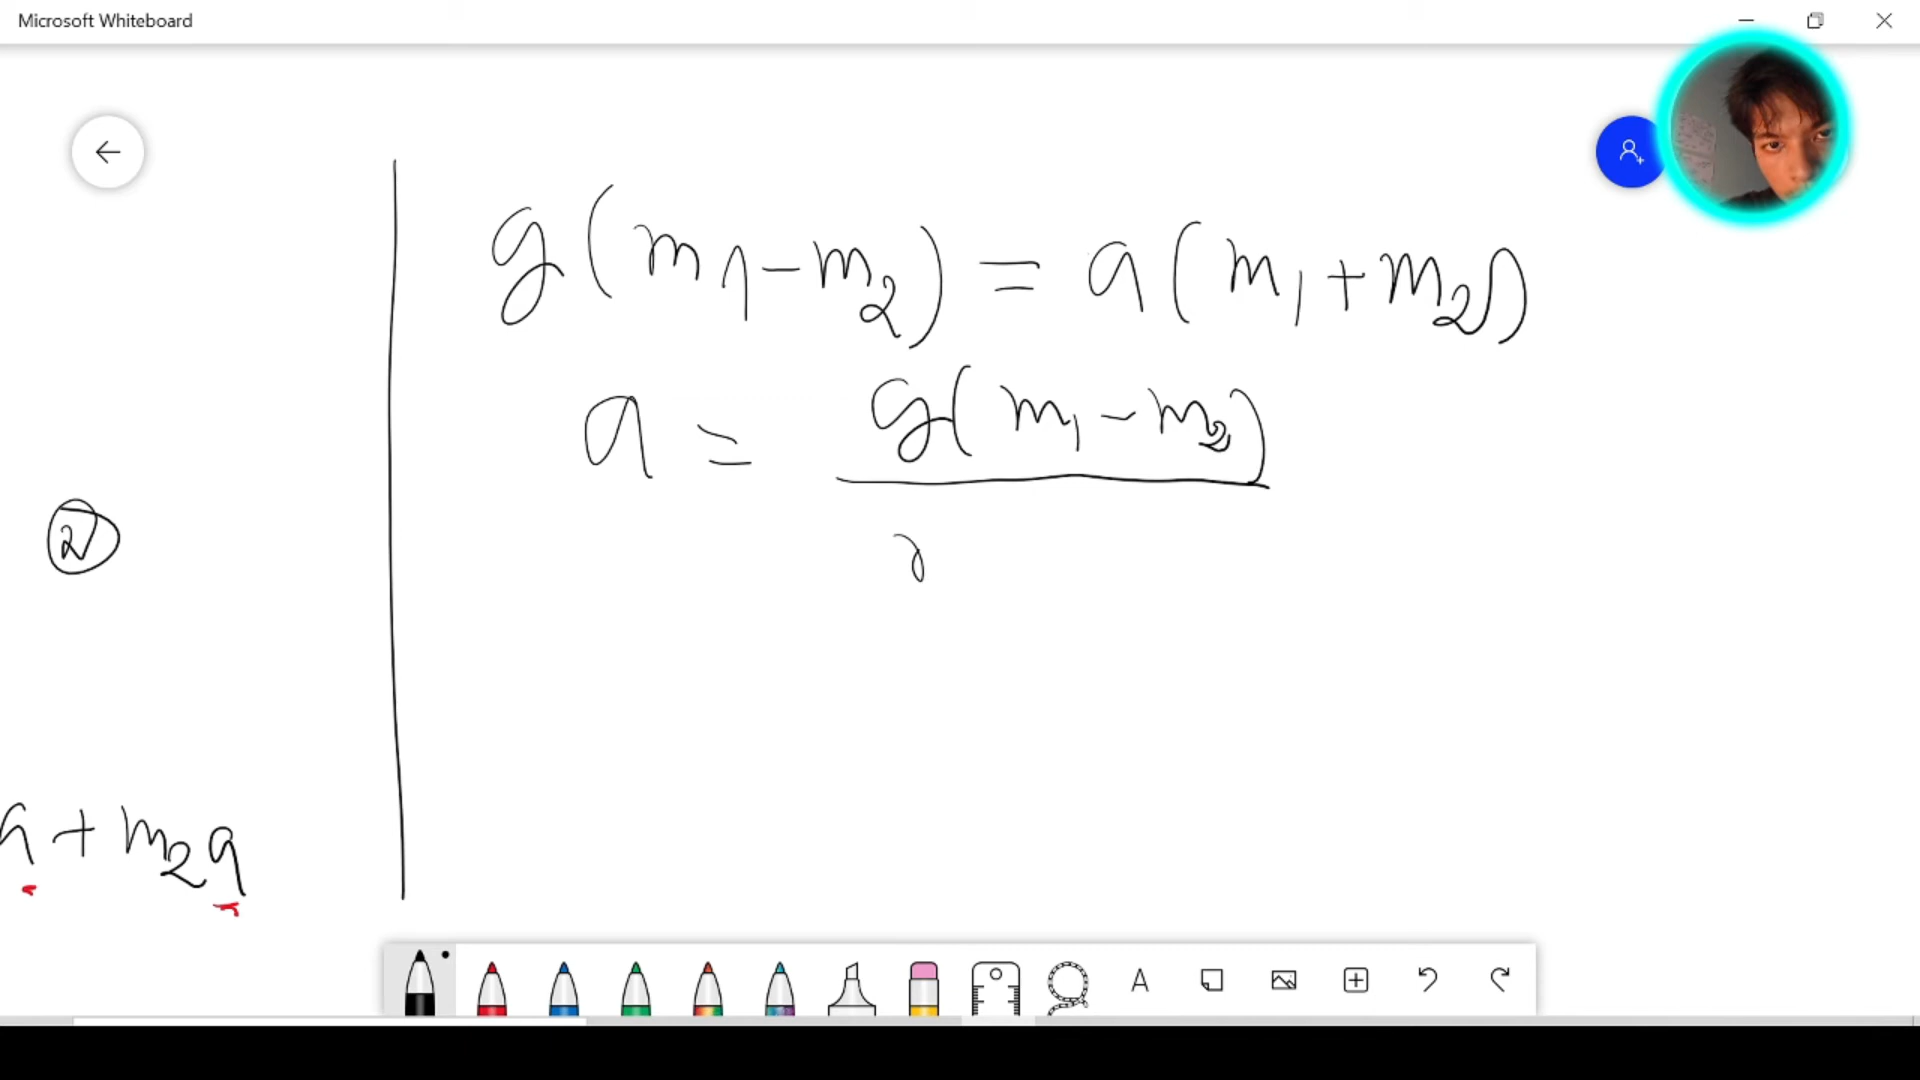 Microsoft Whiteboard
g(m1-m2) = a(m1+m2)
a = g(m1-m2)
②
a + m2a
A